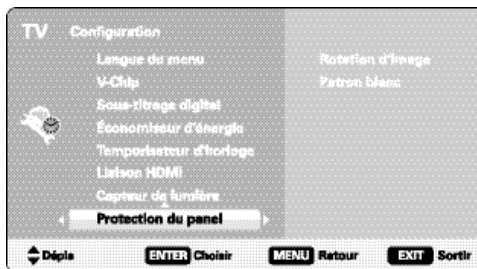 TV Configuration
Langue du menu
V-Chip
Sous-titrage digital
Économiseur d'énergie
Temporisateur d'horloge
Liaison HDMI
Capteur de lumière
Protection du panel
Rotation d'image
Patron blanc
Dépla ENTER Choisir MENU Retour EXIT Sortir